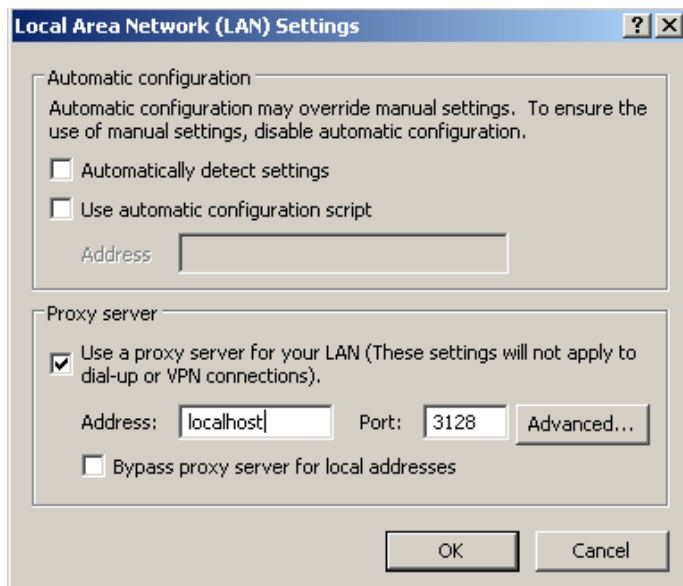 Local Area Network (LAN) Settings
Automatic configuration
Automatic configuration may override manual settings. To ensure the
use of manual settings, disable automatic configuration.
Automatically detect settings
Use automatic configuration script
Address
Proxy server
Use a proxy server for your LAN (These settings will not apply to
dial-up or VPN connections).
Address: localhost Port: 3128 Advanced...
Bypass proxy server for local addresses
OK Cancel